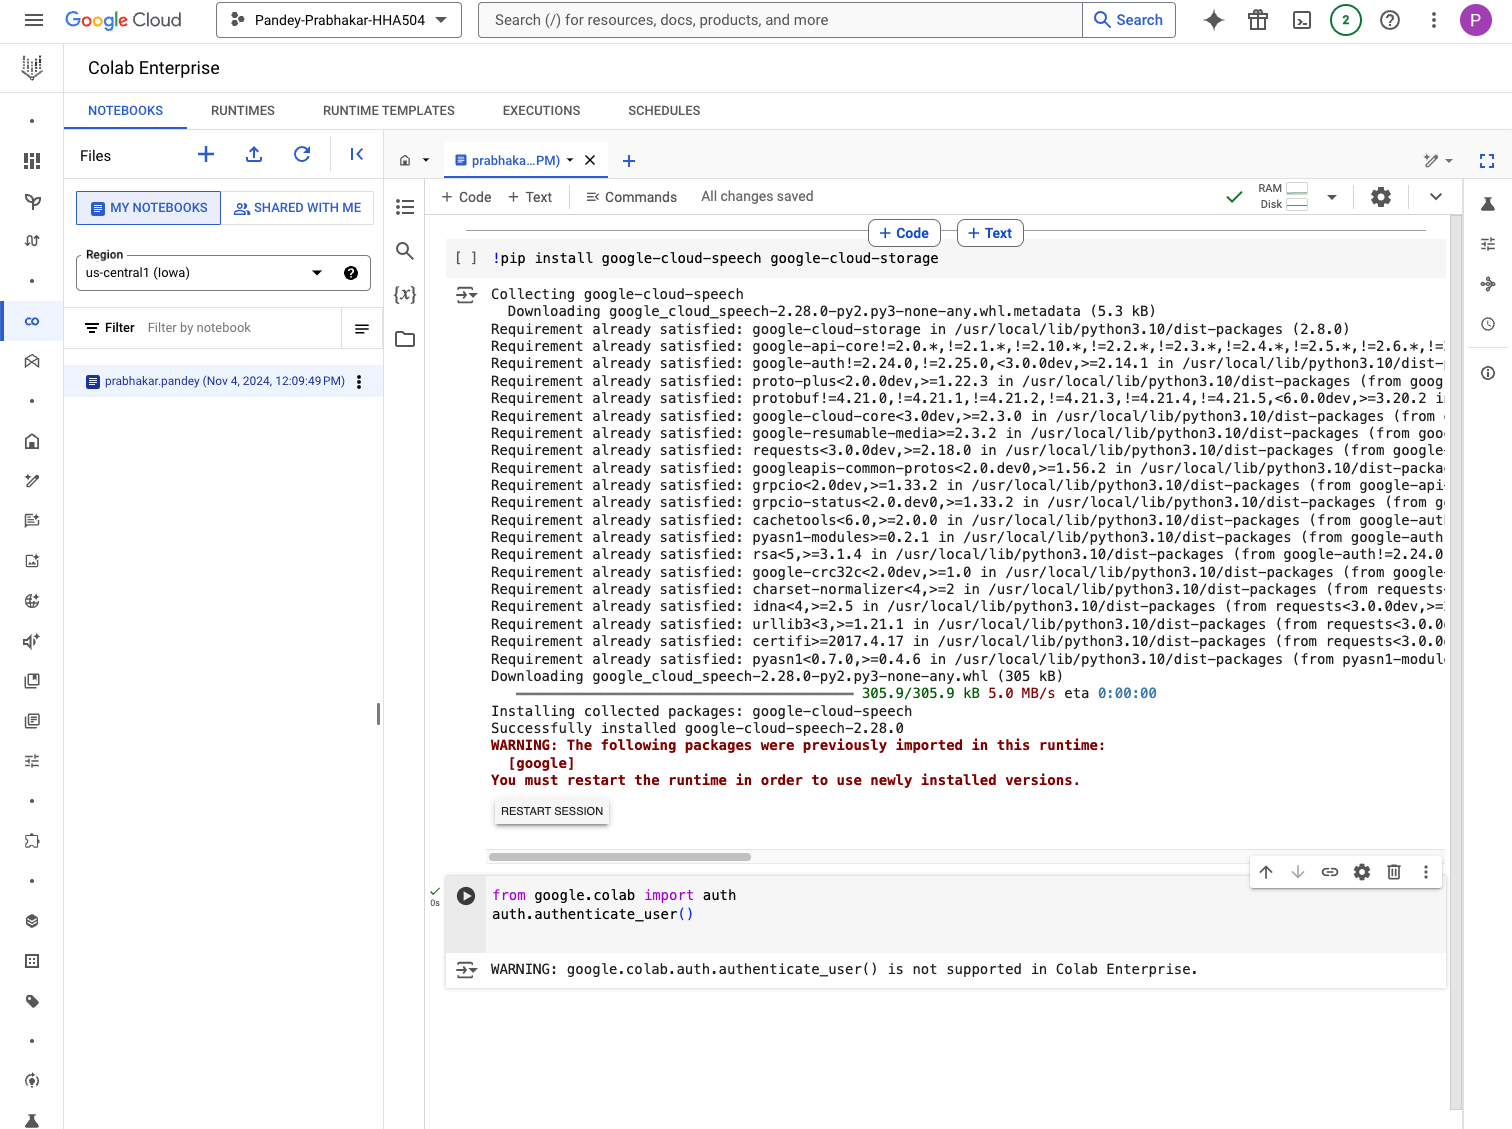 Google Cloud
Pandey-Prabhakar-HHA504
Search (/) for resources, docs, products, and more
Search
2
P
Colab Enterprise
NOTEBOOKS
RUNTIMES
RUNTIME TEMPLATES
EXECUTIONS
SCHEDULES
Files
prabhaka...PM)
MY NOTEBOOKS
SHARED WITH ME
+ Code
+ Text
Commands
All changes saved
RAM
Disk
Region
us-central1 (Iowa)
Filter
Filter by notebook
prabhakar.pandey (Nov 4, 2024, 12:09:49 PM)
+ Code
+ Text
[ ] !pip install google-cloud-speech google-cloud-storage
Collecting google-cloud-speech
Downloading google_cloud_speech-2.28.0-py2.py3-none-any.whl.metadata (5.3 kB)
Requirement already satisfied: google-cloud-storage in /usr/local/lib/python3.10/dist-packages (2.8.0)
Requirement already satisfied: google-api-core!=2.0.*,!=2.1.*,!=2.10.*,!=2.2.*,!=2.3.*,!=2.4.*,!=2.5.*,!=2.6.*,!=
Requirement already satisfied: google-auth!=2.24.0,!=2.25.0,<3.0.0dev,>=2.14.1 in /usr/local/lib/python3.10/dist-
Requirement already satisfied: proto-plus<2.0.0dev,>=1.22.3 in /usr/local/lib/python3.10/dist-packages (from goog
Requirement already satisfied: protobuf!=4.21.0,!=4.21.1,!=4.21.2,!=4.21.3,!=4.21.4,!=4.21.5,<6.0.0dev,>=3.20.2 in
Requirement already satisfied: google-cloud-core<3.0dev,>=2.3.0 in /usr/local/lib/python3.10/dist-packages (from
Requirement already satisfied: google-resumable-media>=2.3.2 in /usr/local/lib/python3.10/dist-packages (from goo
Requirement already satisfied: requests<3.0.0dev,>=2.18.0 in /usr/local/lib/python3.10/dist-packages (from google-
Requirement already satisfied: googleapis-common-protos<2.0.dev0,>=1.56.2 in /usr/local/lib/python3.10/dist-packa
Requirement already satisfied: grpcio<2.0dev,>=1.33.2 in /usr/local/lib/python3.10/dist-packages (from google-api-
Requirement already satisfied: grpcio-status<2.0.dev0,>=1.33.2 in /usr/local/lib/python3.10/dist-packages (from g
Requirement already satisfied: cachetools<6.0,>=2.0.0 in /usr/local/lib/python3.10/dist-packages (from google-aut
Requirement already satisfied: pyasn1-modules>=0.2.1 in /usr/local/lib/python3.10/dist-packages (from google-auth
Requirement already satisfied: rsa<5,>=3.1.4 in /usr/local/lib/python3.10/dist-packages (from google-auth!=2.24.0
Requirement already satisfied: google-crc32c<2.0dev,>=1.0 in /usr/local/lib/python3.10/dist-packages (from google-
Requirement already satisfied: charset-normalizer<4,>=2 in /usr/local/lib/python3.10/dist-packages (from requests
Requirement already satisfied: idna<4,>=2.5 in /usr/local/lib/python3.10/dist-packages (from requests<3.0.0dev,>=
Requirement already satisfied: urllib3<3,>=1.21.1 in /usr/local/lib/python3.10/dist-packages (from requests<3.0.0
Requirement already satisfied: certifi>=2017.4.17 in /usr/local/lib/python3.10/dist-packages (from requests<3.0.0
Requirement already satisfied: pyasn1<0.7.0,>=0.4.6 in /usr/local/lib/python3.10/dist-packages (from pyasn1-modul
Downloading google_cloud_speech-2.28.0-py2.py3-none-any.whl (305 kB)
305.9/305.9 kB 5.0 MB/s eta 0:00:00
Installing collected packages: google-cloud-speech
Successfully installed google-cloud-speech-2.28.0
WARNING: The following packages were previously imported in this runtime:
[google]
You must restart the runtime in order to use newly installed versions.
RESTART SESSION
0s
from google.colab import auth
auth.authenticate_user()
WARNING: google.colab.auth.authenticate_user() is not supported in Colab Enterprise.